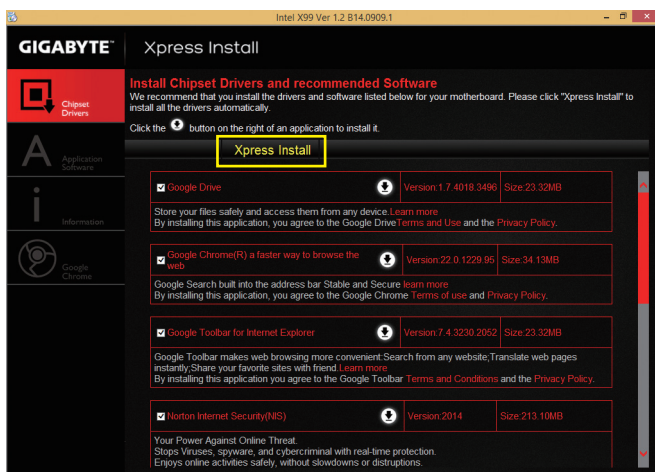 Intel X99 Ver 1.2 B14.0909.1
GIGABYTE™
Xpress Install
Chipset
Drivers
Application
Software
Information
Google
Chrome
Install Chipset Drivers and recommended Software
We recommend that you install the drivers and software listed below for your motherboard. Please click "Xpress Install" to
install all the drivers automatically.
Click the button on the right of an application to install it.
Xpress Install
Google Drive Version:1.7.4018.3496 Size:23.32MB
Store your files safely and access them from any device.Learn more
By installing this application, you agree to the Google DriveTerms and Use and the Privacy Policy.
Google Chrome(R) a faster way to browse the
web
Version:22.0.1229.95 Size:34.13MB
Google Search built into the address bar Stable and Secure learn more
By installing this application, you agree to the Google Chrome Terms of use and Privacy Policy.
Google Toolbar for Internet Explorer Version:7.4.3230.2052 Size:23.32MB
Google Toolbar makes web browsing more convenient:Search from any website;Translate web pages
instantly;Share your favorite sites with friend.Learn more
By installing this application you agree to the Google Toolbar Terms and Conditions and the Privacy Policy.
Norton Internet Security(NIS) Version:2014 Size:213.10MB
Your Power Against Online Threat.
Stops Viruses, spyware, and cybercriminal with real-time protection.
Enjoys online activities safely, without slowdowns or distruptions.